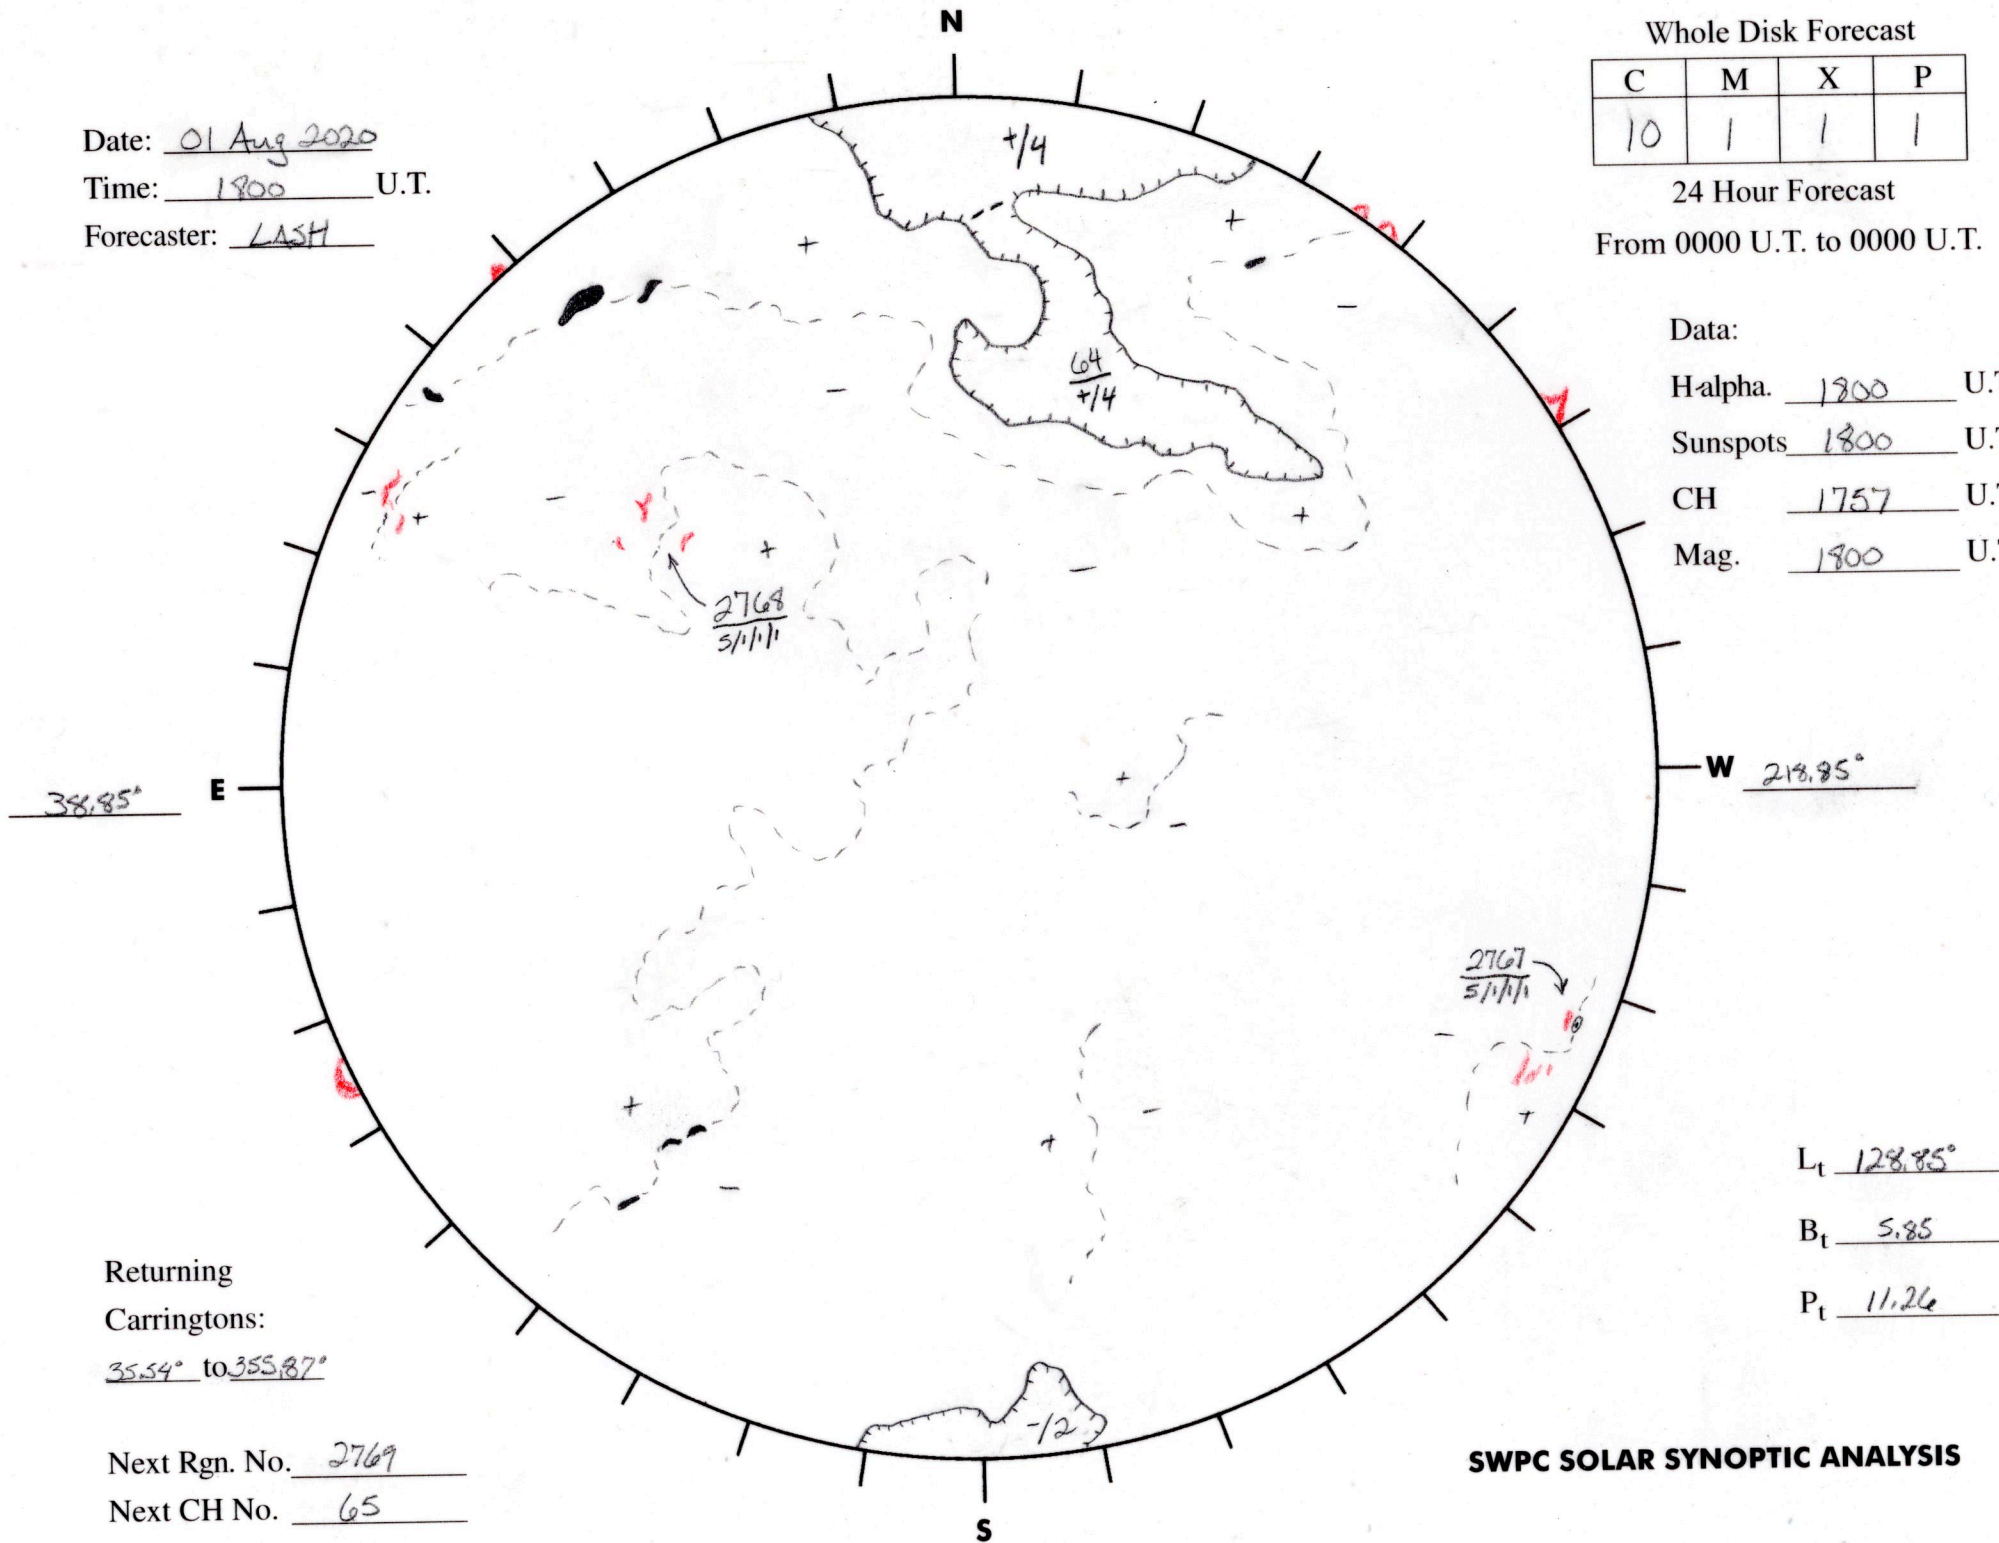 N
Whole Disk Forecast
C M X P
10 1 1 1
24 Hour Forecast
From 0000 U.T. to 0000 U.T.
Date: 01 Aug 2020
Time: 1800 U.T.
Forecaster: LASH
+/4
+
+
-
Data:
H-alpha. 1800 U.T
Sunspots 1800 U.T
CH 1757 U.T
Mag. 1800 U.T
64
+/4
-
-
+
-
+
+
-
2768
5/1/1/1
38.85° E
+
W 218.85°
-
2767
5/1/1/1
-
+
-
+
+
-
Lt 128.85°
Bt 5.85
Pt 11.26
Returning
Carringtons:
35.54° to 355.87°
-/2
Next Rgn. No. 2769
Next CH No. 65
SWPC SOLAR SYNOPTIC ANALYSIS
S